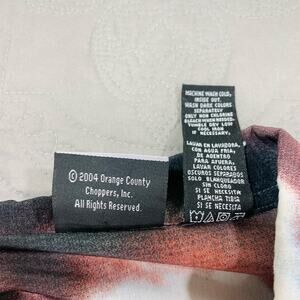 © 2004 Orange County
Choppers, Inc.
All Rights Reserved.
MACHINE WASH COLD,
INSIDE OUT.
WASH DARK COLORS
SEPARATELY
ONLY NON CHLORINE
BLEACH WHEN NEEDED.
TUMBLE DRY LOW
COOL IRON
IF NECESSARY.
LAVAR EN LAVADORA,
CON AGUA FRIA,
DE ADENTRO
PARA AFUERA,
LAVAR COLORES
OSCUROS SEPARADOS
SOLO BLANQUEADOR
SIN CLORO
SI SE NECESITA
PLANCHA TIBIA
SI SE NECESITA